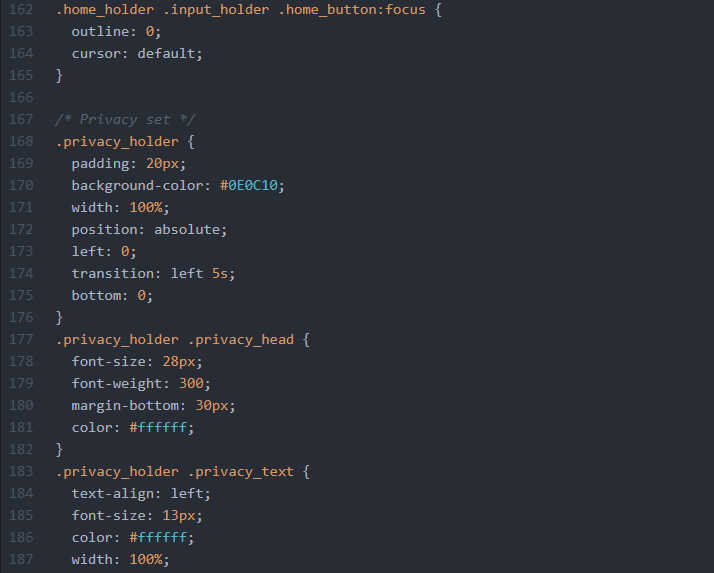 162 .home_holder .input_holder .home_button:focus {
163 outline: 0;
164 cursor: default;
165 }
166
167 /* Privacy set */
168 .privacy_holder {
169 padding: 20px;
170 background-color: #0E0C10;
171 width: 100%;
172 position: absolute;
173 left: 0;
174 transition: left 5s;
175 bottom: 0;
176 }
177 .privacy_holder .privacy_head {
178 font-size: 28px;
179 font-weight: 300;
180 margin-bottom: 30px;
181 color: #ffffff;
182 }
183 .privacy_holder .privacy_text {
184 text-align: left;
185 font-size: 13px;
186 color: #ffffff;
187 width: 100%;